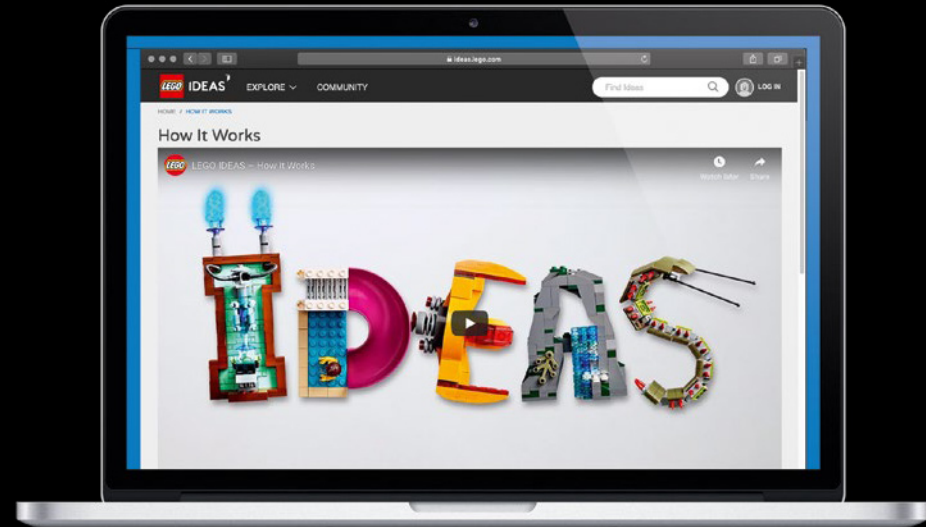 ideas.lego.com
LEGO IDEAS EXPLORE COMMUNITY Find Ideas LOG IN
HOME / HOW IT WORKS
How It Works
LEGO LEGO IDEAS – How It Works
Watch later Share
IDEAS